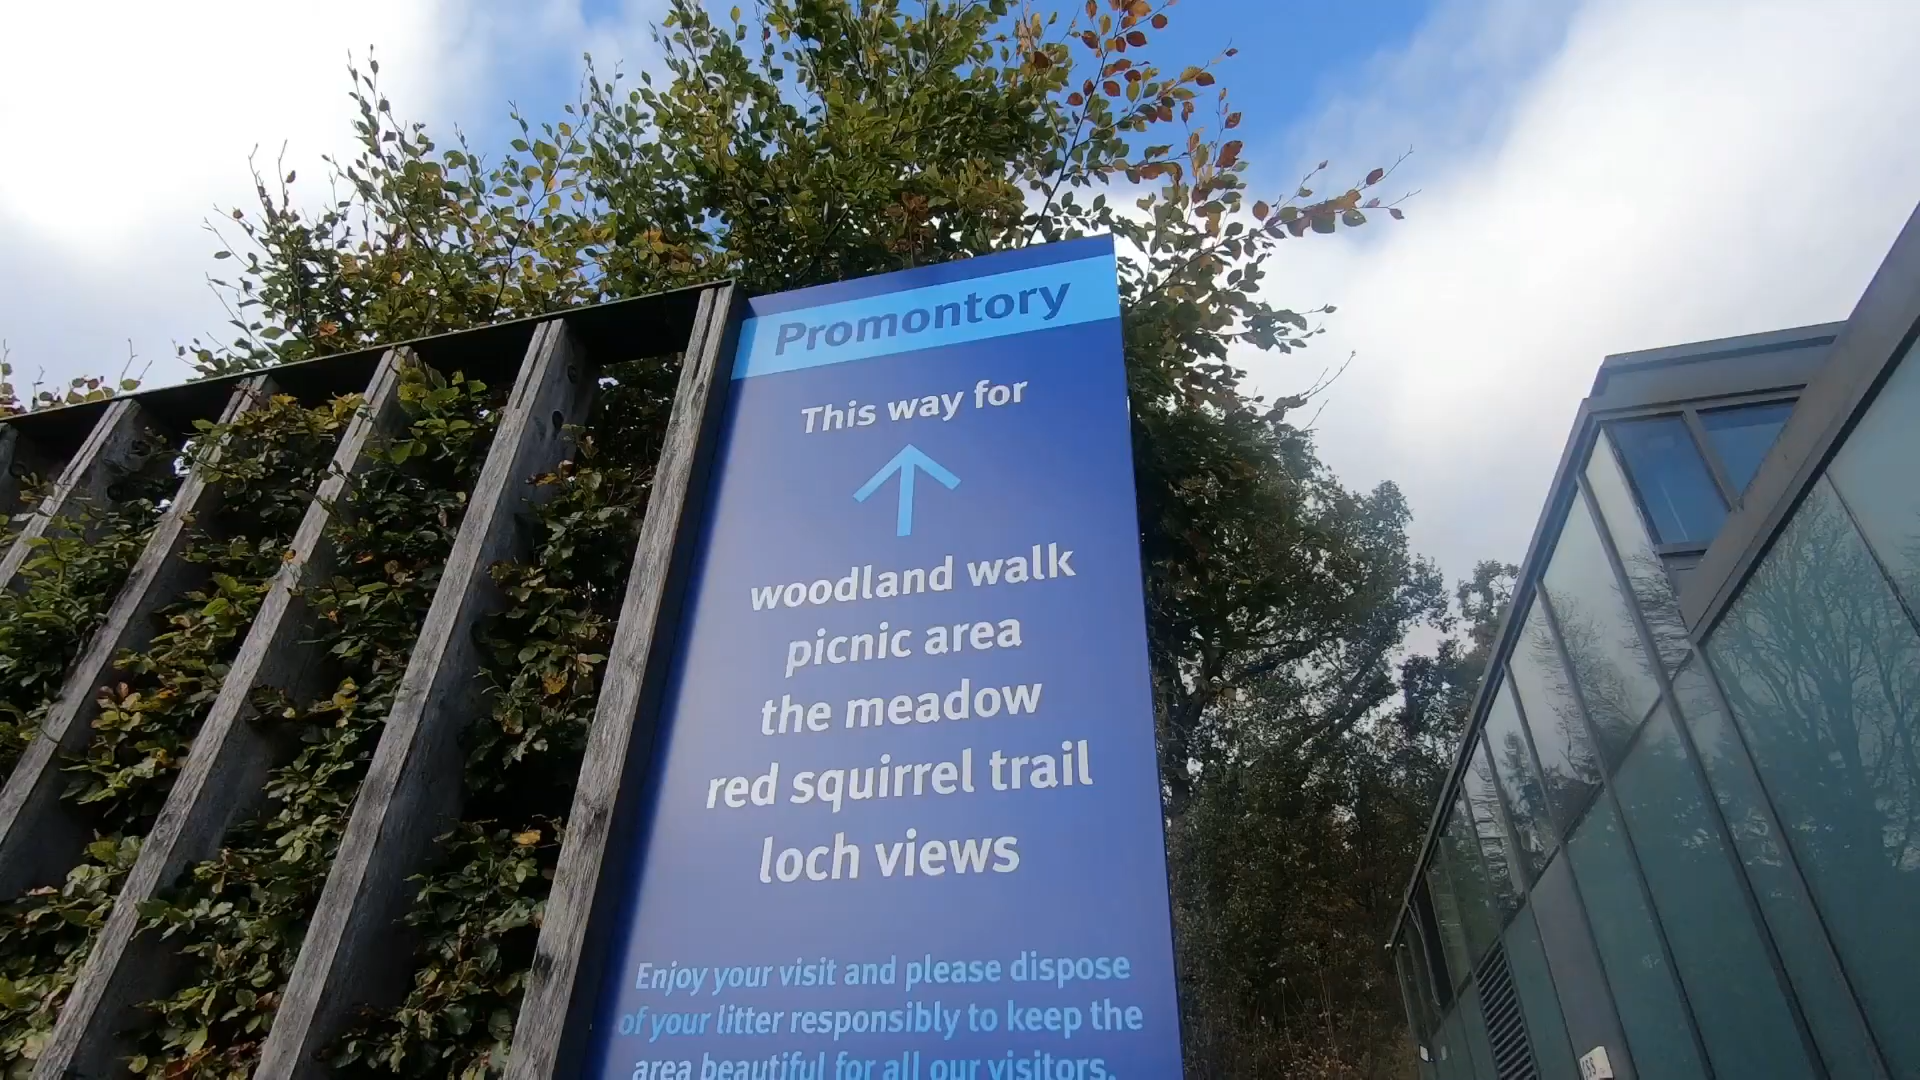 Promontory
This way for
woodland walk
picnic area
the meadow
red squirrel trail
loch views
Enjoy your visit and please dispose
of your litter responsibly to keep the
area beautiful for all our visitors.